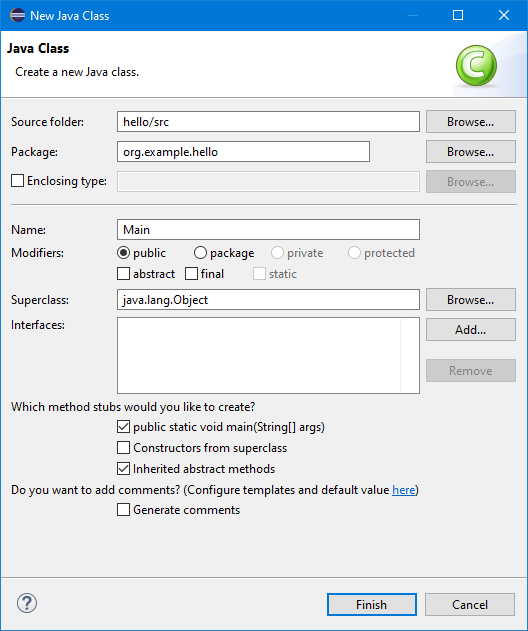 New Java Class
Java Class
Create a new Java class.
Source folder: hello/src Browse...
Package: org.example.hello Browse...
Enclosing type: Browse...
Name: Main
Modifiers: public package private protected
abstract final static
Superclass: java.lang.Object Browse...
Interfaces: Add...
Remove
Which method stubs would you like to create?
public static void main(String[] args)
Constructors from superclass
Inherited abstract methods
Do you want to add comments? (Configure templates and default value here)
Generate comments
? Finish Cancel